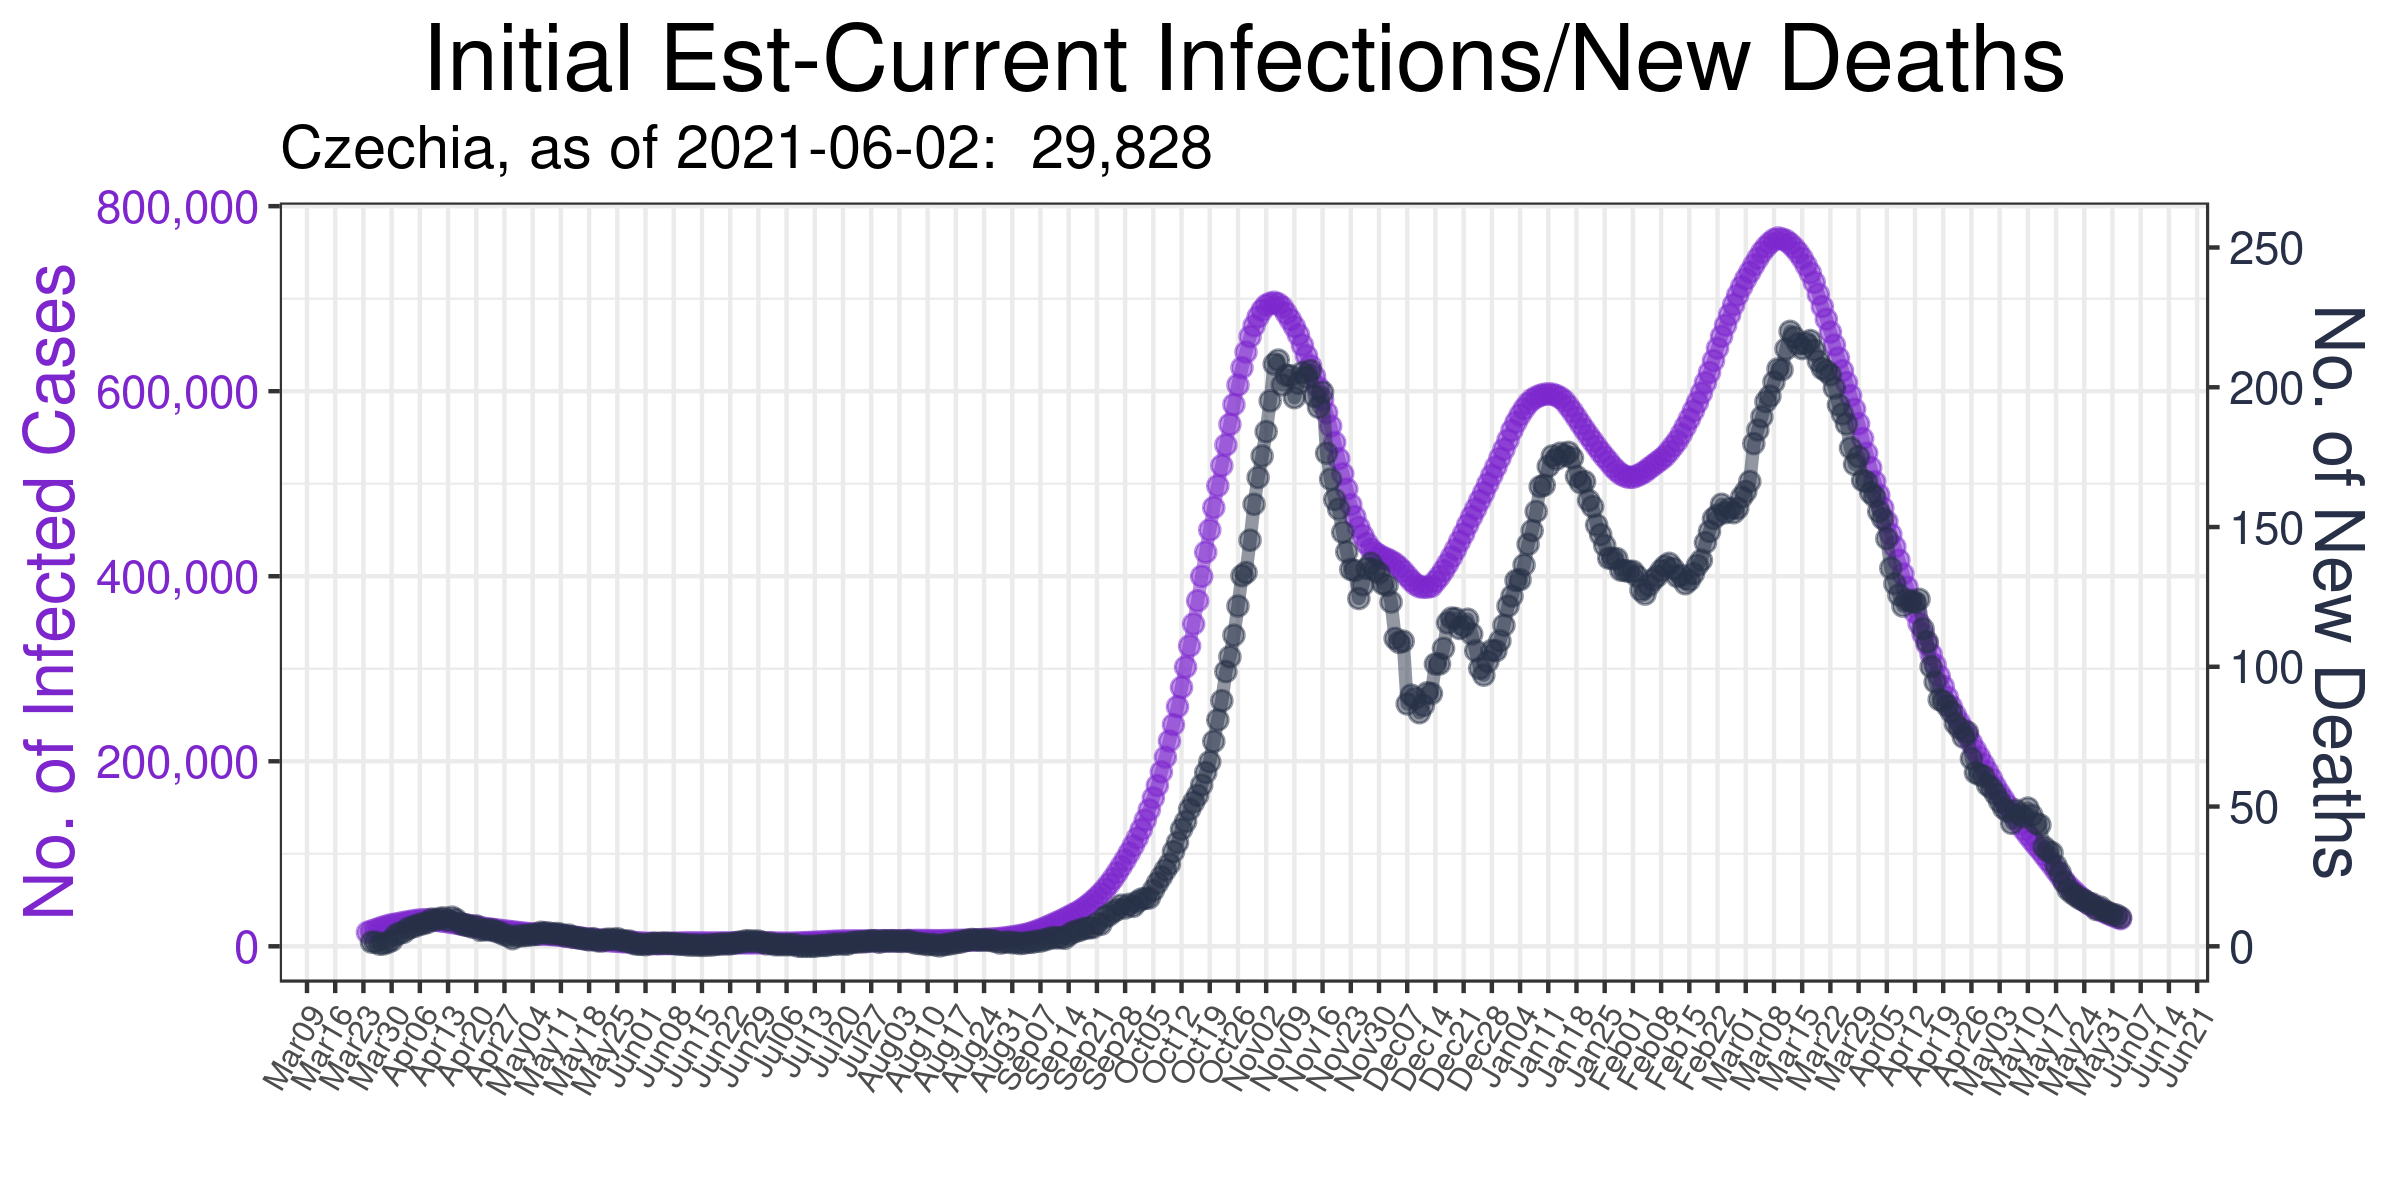 Initial Est-Current Infections/New Deaths
Czechia, as of 2021-06-02:  29,828
No. of Infected Cases
800,000
600,000
400,000
200,000
0
250
200
150
100
50
0
No. of New Deaths
Mar09
Mar16
Mar23
Mar30
Apr06
Apr13
Apr20
Apr27
May04
May11
May18
May25
Jun01
Jun08
Jun15
Jun22
Jun29
Jul06
Jul13
Jul20
Jul27
Aug03
Aug10
Aug17
Aug24
Aug31
Sep07
Sep14
Sep21
Sep28
Oct05
Oct12
Oct19
Oct26
Nov02
Nov09
Nov16
Nov23
Nov30
Dec07
Dec14
Dec21
Dec28
Jan04
Jan11
Jan18
Jan25
Feb01
Feb08
Feb15
Feb22
Mar01
Mar08
Mar15
Mar22
Mar29
Apr05
Apr12
Apr19
Apr26
May03
May10
May17
May24
May31
Jun07
Jun14
Jun21